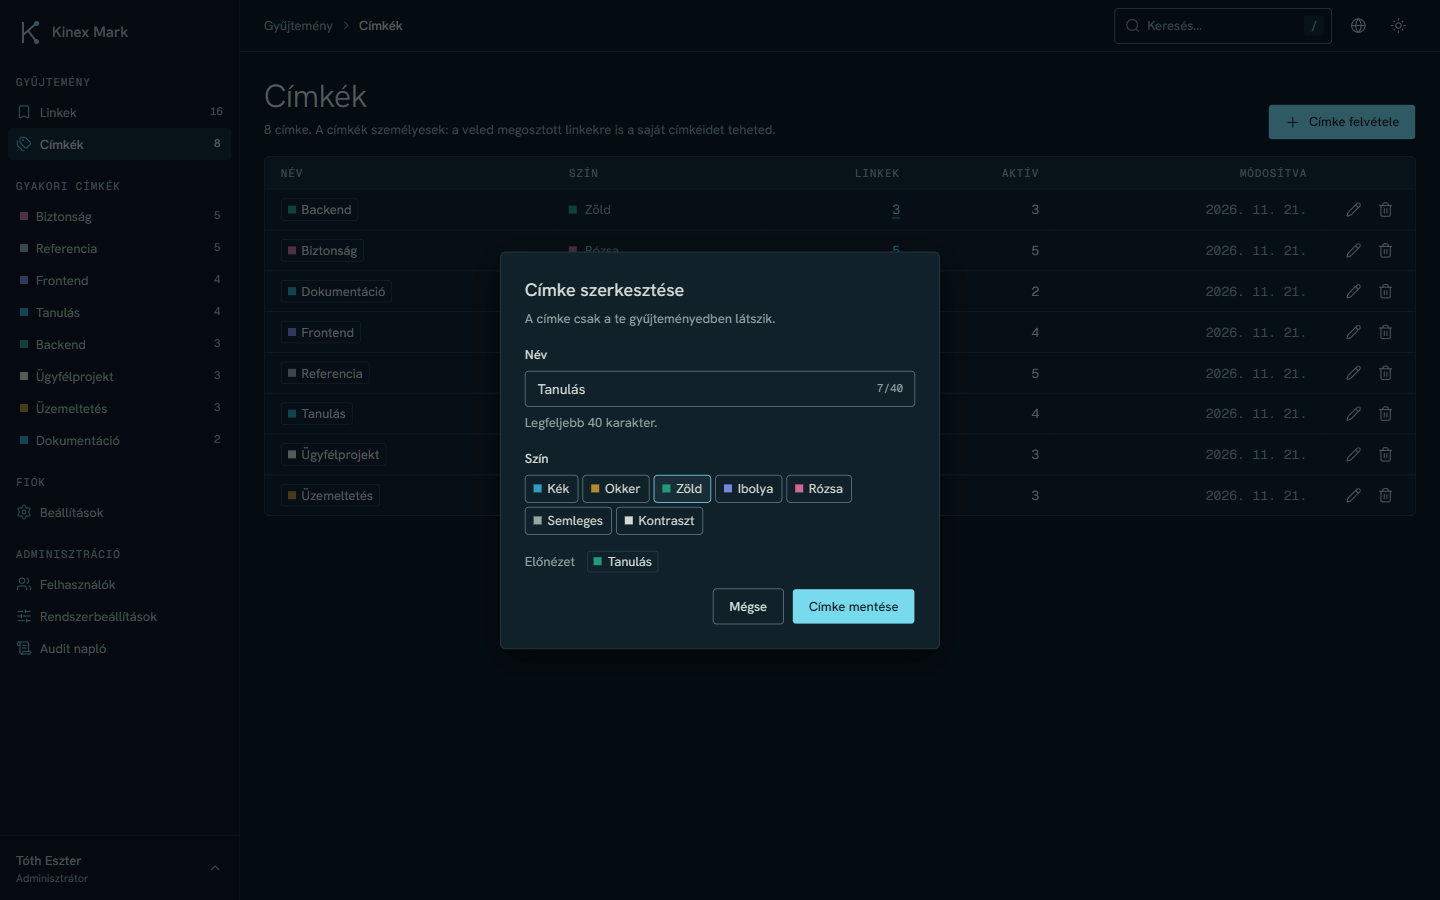 Kinex Mark
Gyűjtemény > Címkék
Keresés... /
GYŰJTEMÉNY
Linkek 16
Címkék 8
GYAKORI CÍMKÉK
Biztonság 5
Referencia 5
Frontend 4
Tanulás 4
Backend 3
Ügyfélprojekt 3
Üzemeltetés 3
Dokumentáció 2
FIÓK
Beállítások
ADMINISZTRÁCIÓ
Felhasználók
Rendszerbeállítások
Audit napló
Tóth Eszter
Adminisztrátor
Címkék
8 címke. A címkék személyesek: a veled megosztott linkekre is a saját címkéidet teheted.
Címke felvétele
NÉV SZÍN LINKEK AKTÍV MÓDOSÍTVA
Backend Zöld 3 3 2026. 11. 21.
Biztonság Rózsa 5 5 2026. 11. 21.
Dokumentáció 2 2026. 11. 21.
Frontend 4 2026. 11. 21.
Referencia 5 2026. 11. 21.
Tanulás 4 2026. 11. 21.
Ügyfélprojekt 3 2026. 11. 21.
Üzemeltetés 3 2026. 11. 21.
Címke szerkesztése
A címke csak a te gyűjteményedben látszik.
Név
Tanulás 7/40
Legfeljebb 40 karakter.
Szín
Kék Okker Zöld Ibolya Rózsa
Semleges Kontraszt
Előnézet Tanulás
Mégse Címke mentése